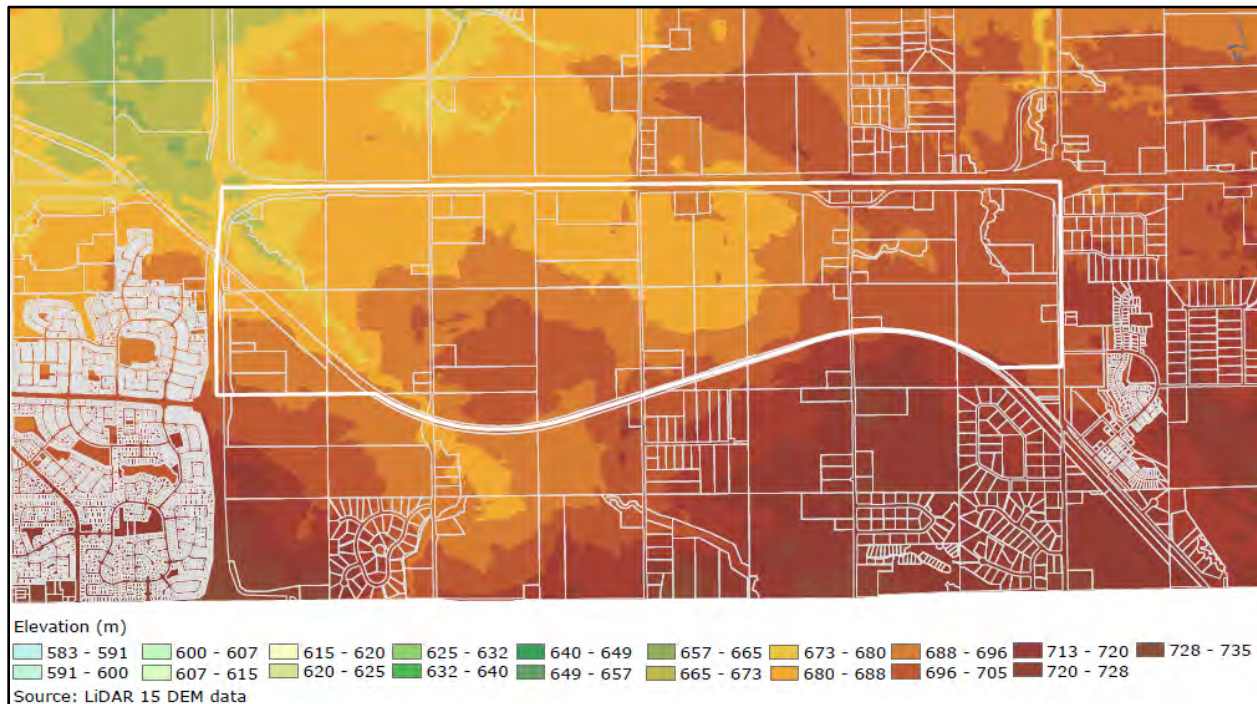 Elevation (m)
583 - 591 600 - 607 615 - 620 625 - 632 640 - 649 657 - 665 673 - 680 688 - 696 713 - 720 728 - 735
591 - 600 607 - 615 620 - 625 632 - 640 649 - 657 665 - 673 680 - 688 696 - 705 720 - 728
Source: LiDAR 15 DEM data